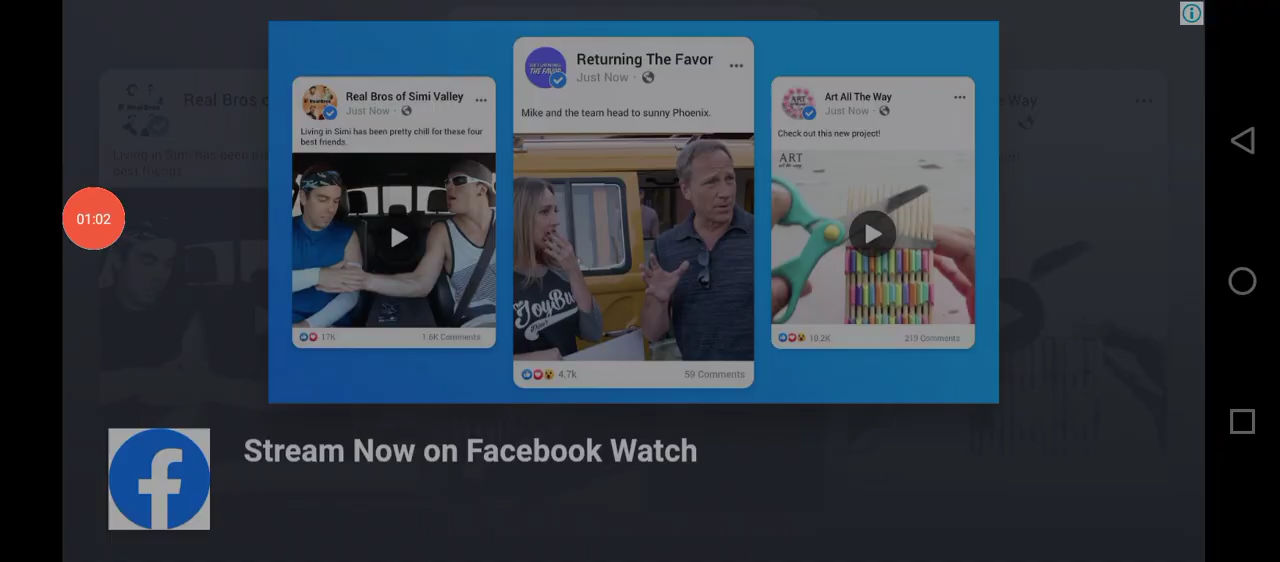 Real Bros of Simi Valley
Just Now
Living in Simi has been pretty chill for these four
best friends.
17K
1.6K Comments
Returning The Favor
Just Now
Mike and the team head to sunny Phoenix.
4.7k
59 Comments
Art All The Way
Just Now
Check out this new project!
ART
19.2K
219 Comments
01:02
Stream Now on Facebook Watch